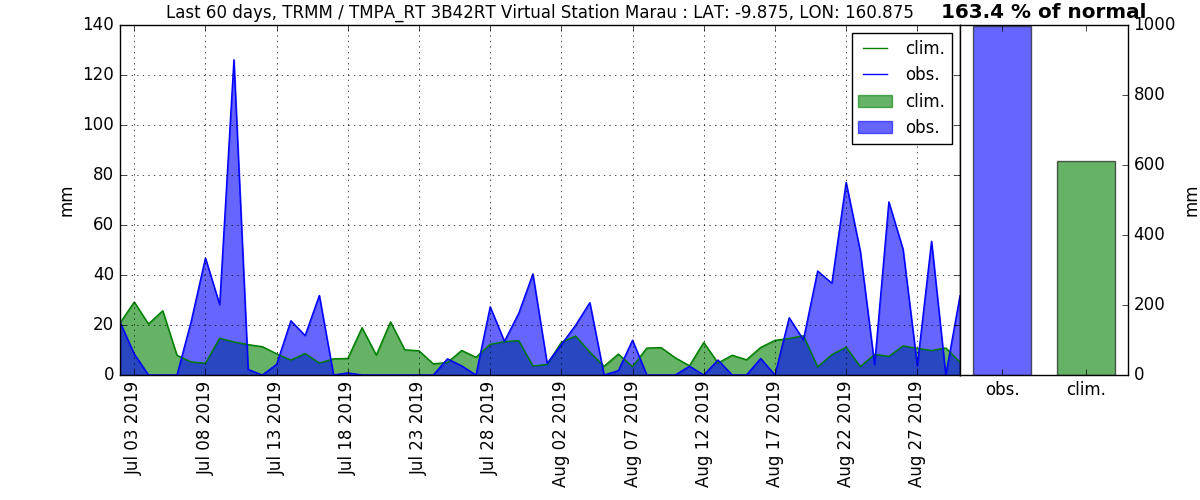 Last 60 days, TRMM / TMPA_RT 3B42RT Virtual Station Marau : LAT: -9.875, LON: 160.875
163.4 % of normal
140
120
100
80
60
40
20
0
mm
clim.
obs.
clim.
obs.
1000
800
600
400
200
0
mm
Jul 03 2019
Jul 08 2019
Jul 13 2019
Jul 18 2019
Jul 23 2019
Jul 28 2019
Aug 02 2019
Aug 07 2019
Aug 12 2019
Aug 17 2019
Aug 22 2019
Aug 27 2019
obs.
clim.